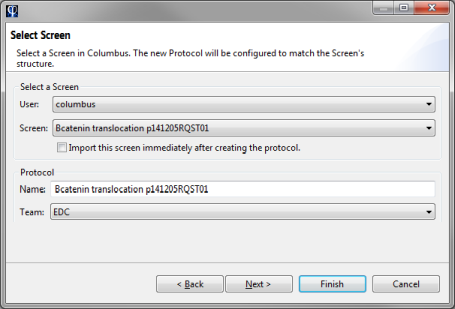 Select Screen
Select a Screen in Columbus. The new Protocol will be configured to match the Screen's
structure.
Select a Screen
User: columbus
Screen: Bcatenin translocation p141205RQST01
Import this screen immediately after creating the protocol.
Protocol
Name: Bcatenin translocation p141205RQST01
Team: EDC
< Back Next > Finish Cancel